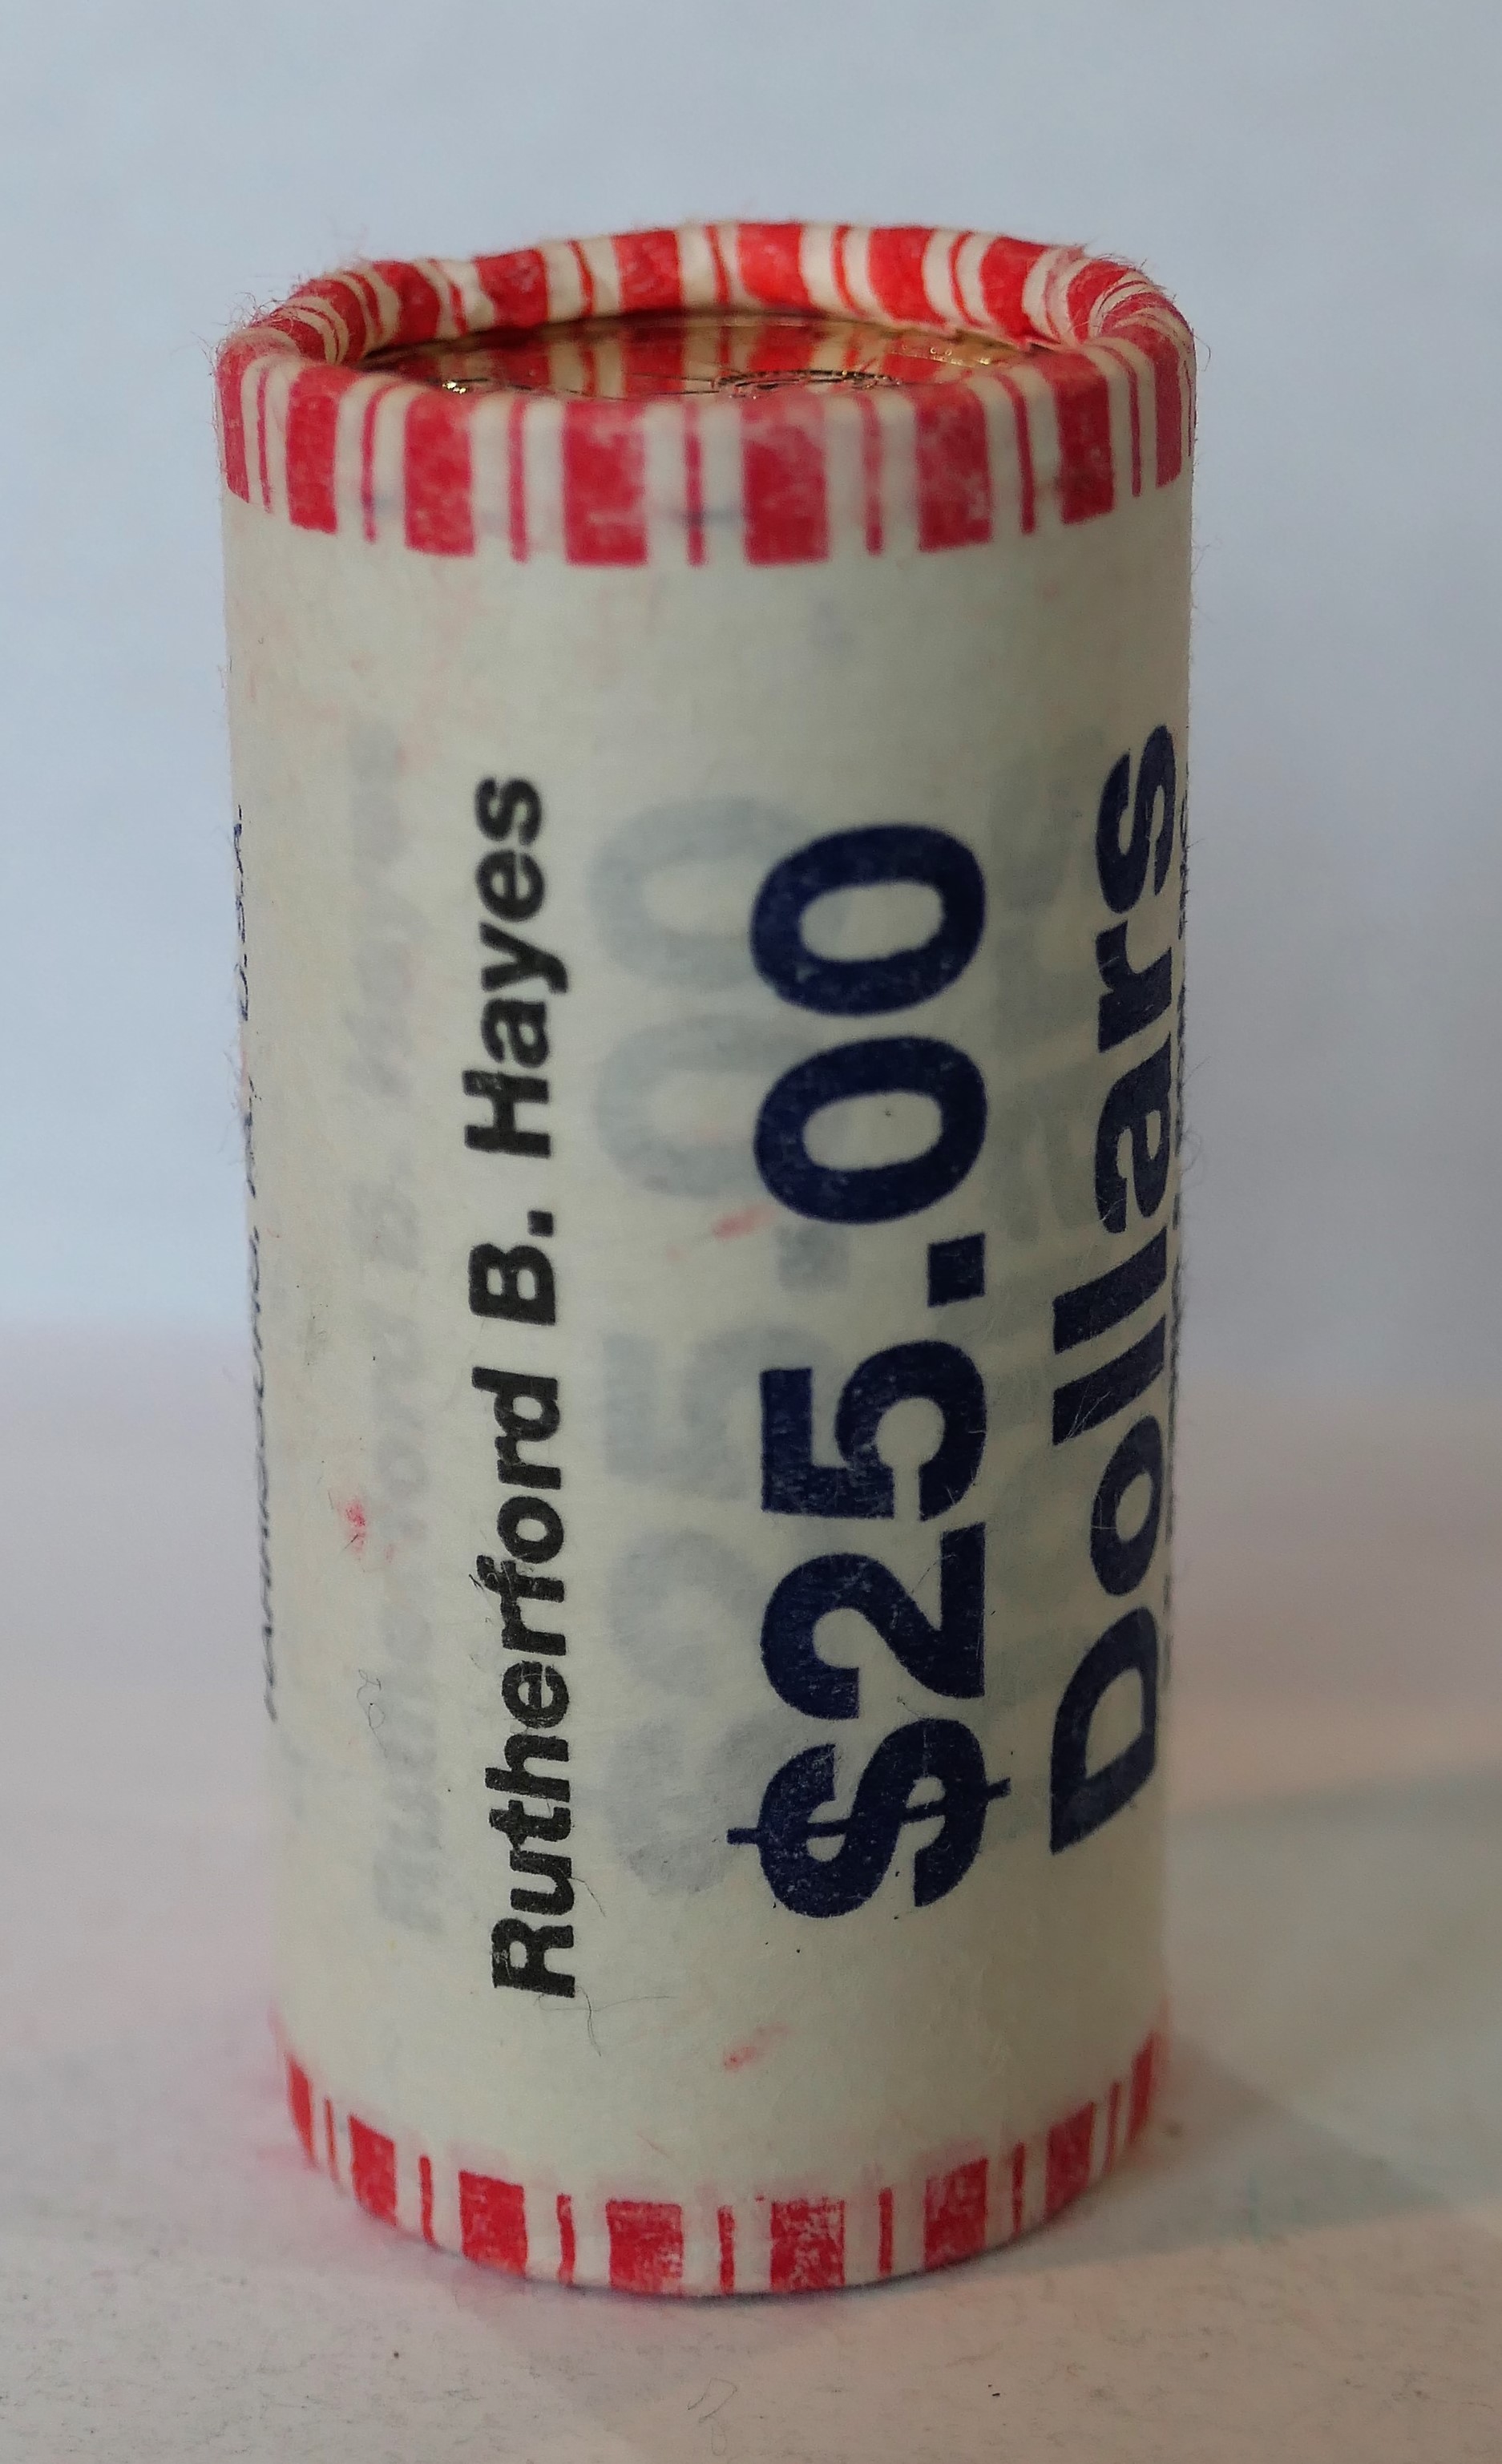 Rutherford B. Hayes
$25.00
Dollars